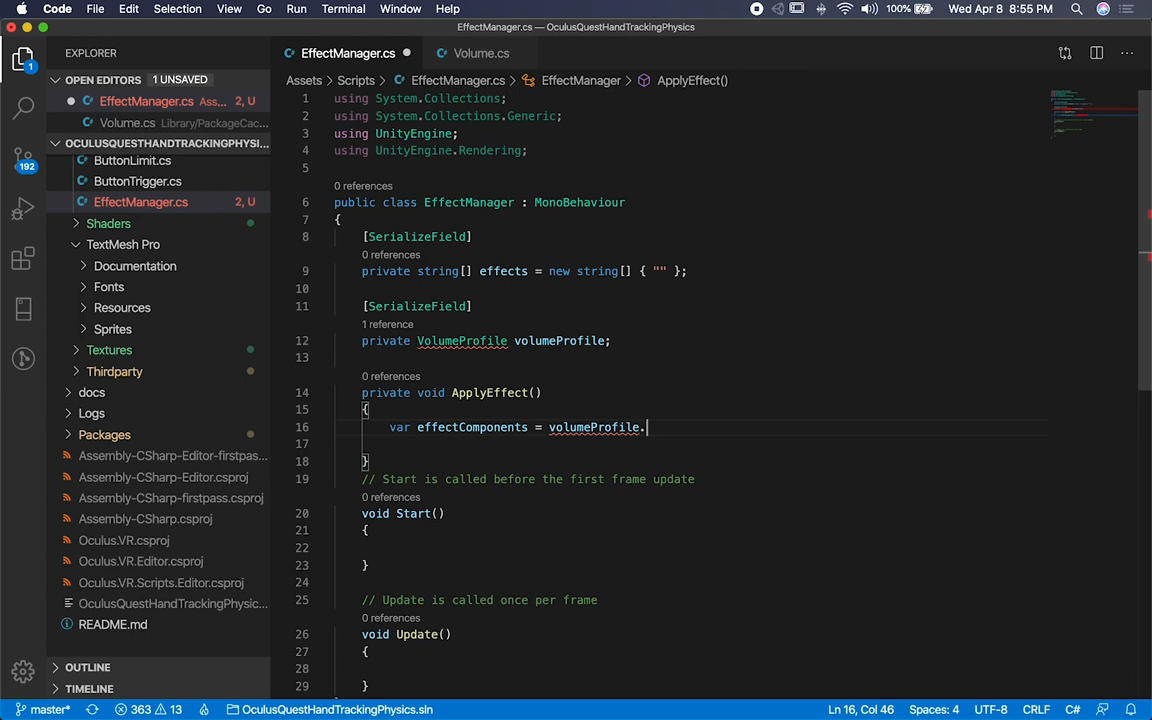 Code File Edit Selection View Go Run Terminal Window Help 100% Wed Apr 8 8:55 PM
EffectManager.cs — OculusQuestHandTrackingPhysics
EXPLORER
EffectManager.cs
Volume.cs
OPEN EDITORS 1 UNSAVED
EffectManager.cs Ass... 2, U
Volume.cs Library/PackageCac...
OCULUSQUESTHANDTRACKINGPHYSI...
ButtonLimit.cs
ButtonTrigger.cs
EffectManager.cs 2, U
Shaders
TextMesh Pro
Documentation
Fonts
Resources
Sprites
Textures
Thirdparty
docs
Logs
Packages
Assembly-CSharp-Editor-firstpas...
Assembly-CSharp-Editor.csproj
Assembly-CSharp-firstpass.csproj
Assembly-CSharp.csproj
Oculus.VR.csproj
Oculus.VR.Editor.csproj
Oculus.VR.Scripts.Editor.csproj
OculusQuestHandTrackingPhysic...
README.md
OUTLINE
TIMELINE
1
192
Assets > Scripts > EffectManager.cs > EffectManager > ApplyEffect()
1 using System.Collections;
2 using System.Collections.Generic;
3 using UnityEngine;
4 using UnityEngine.Rendering;
5
0 references
6 public class EffectManager : MonoBehaviour
7 {
8 [SerializeField]
0 references
9 private string[] effects = new string[] { "" };
10
11 [SerializeField]
1 reference
12 private VolumeProfile volumeProfile;
13
0 references
14 private void ApplyEffect()
15 {
16 var effectComponents = volumeProfile.
17
18 }
19 // Start is called before the first frame update
0 references
20 void Start()
21 {
22
23 }
24
25 // Update is called once per frame
0 references
26 void Update()
27 {
28
29 }
master* 363 13 OculusQuestHandTrackingPhysics.sln Ln 16, Col 46 Spaces: 4 UTF-8 CRLF C#